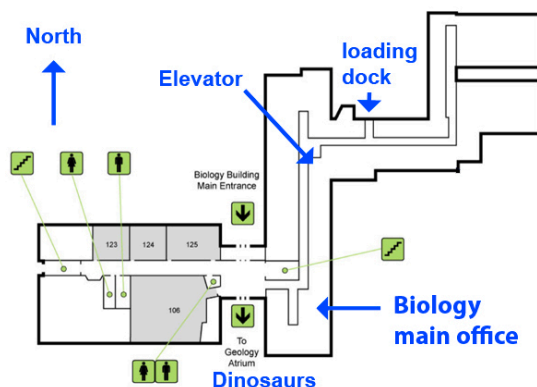 North
loading
dock
Elevator
Biology Building
Main Entrance
123
124
125
106
Biology
main office
To
Geology
Atrium
Dinosaurs